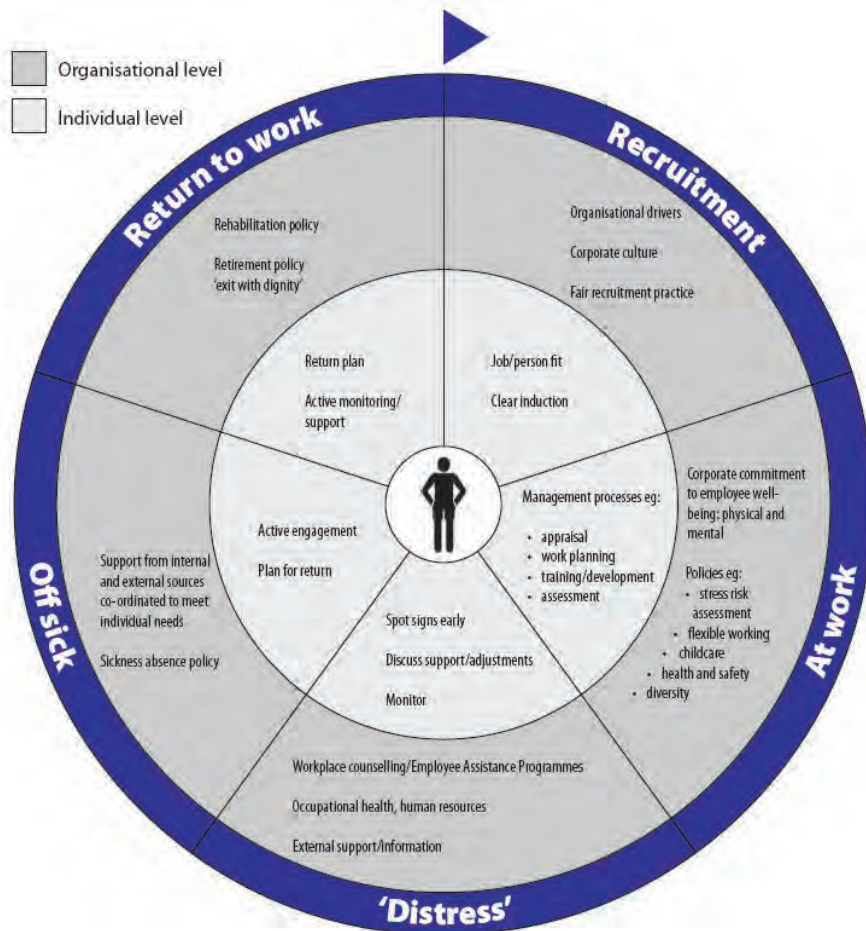 Organisational level
Individual level
Return to work
Rehabilitation policy
Retirement policy
‘exit with dignity’
Return plan
Active monitoring/
support
Recruitment
Organisational drivers
Corporate culture
Fair recruitment practice
Job/person fit
Clear induction
At work
Management processes eg:
• appraisal
• work planning
• training/development
• assessment
Corporate commitment
to employee well-
being: physical and
mental
Policies eg:
• stress risk
assessment
• flexible working
• childcare
• health and safety
• diversity
‘Distress’
Spot signs early
Discuss support/adjustments
Monitor
Workplace counselling/Employee Assistance Programmes
Occupational health, human resources
External support/information
Off sick
Active engagement
Plan for return
Support from internal
and external sources
co-ordinated to meet
individual needs
Sickness absence policy